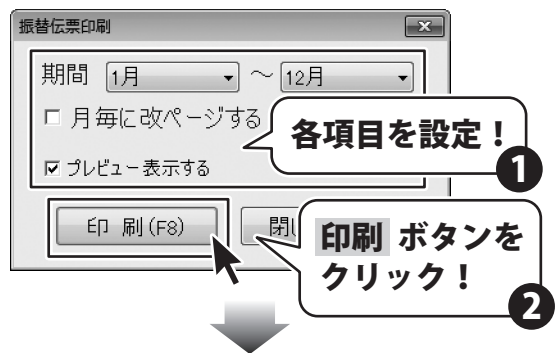 振替伝票印刷
期間 1月 ～ 12月
月毎に改ページする
プレビュー表示する
各項目を設定！
1
印 刷(F8)
閉じ
印刷 ボタンを
クリック！
2